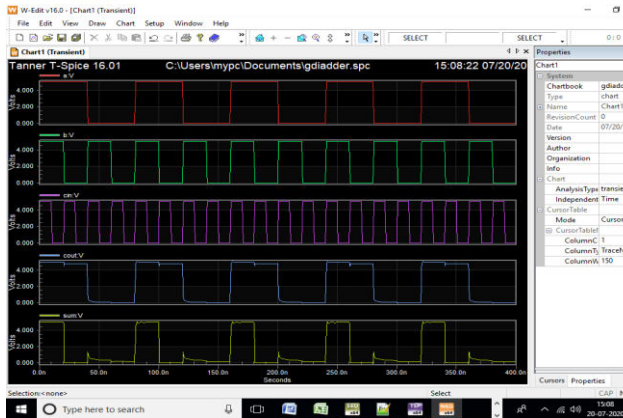 W-Edit v16.0 - [Chart1 (Transient)]
File Edit View Draw Chart Setup Window Help
SELECT SELECT 0 : 0
Chart1 (Transient) Properties
Tanner T-Spice 16.01 C:\Users\mypc\Documents\gdiadder.spc 15:08:22 07/20/20
Chart1
System
Chartbook gdiadde
Type chart
Name Chart1
RevisionCount 0
Date 07/20/
Version
Author
Organization
Info
Chart
AnalysisType transie
Independent Time
CursorTable
Mode Cursor
CursorTable
ColumnC 1
ColumnT TraceN
ColumnW 150
a:V
Volts
4.000
2.000
0.000
b:V
Volts
4.000
2.000
0.000
cin:V
Volts
4.000
2.000
0.000
cout:V
Volts
4.000
2.000
0.000
sum:V
Volts
4.000
2.000
0.000
0.0n 50.0n 100.0n 150.0n 200.0n 250.0n 300.0n 350.0n 400.0n
Seconds
Cursors Properties
Selection:<none> Select CAP
Type here to search
15:08
20-07-2020